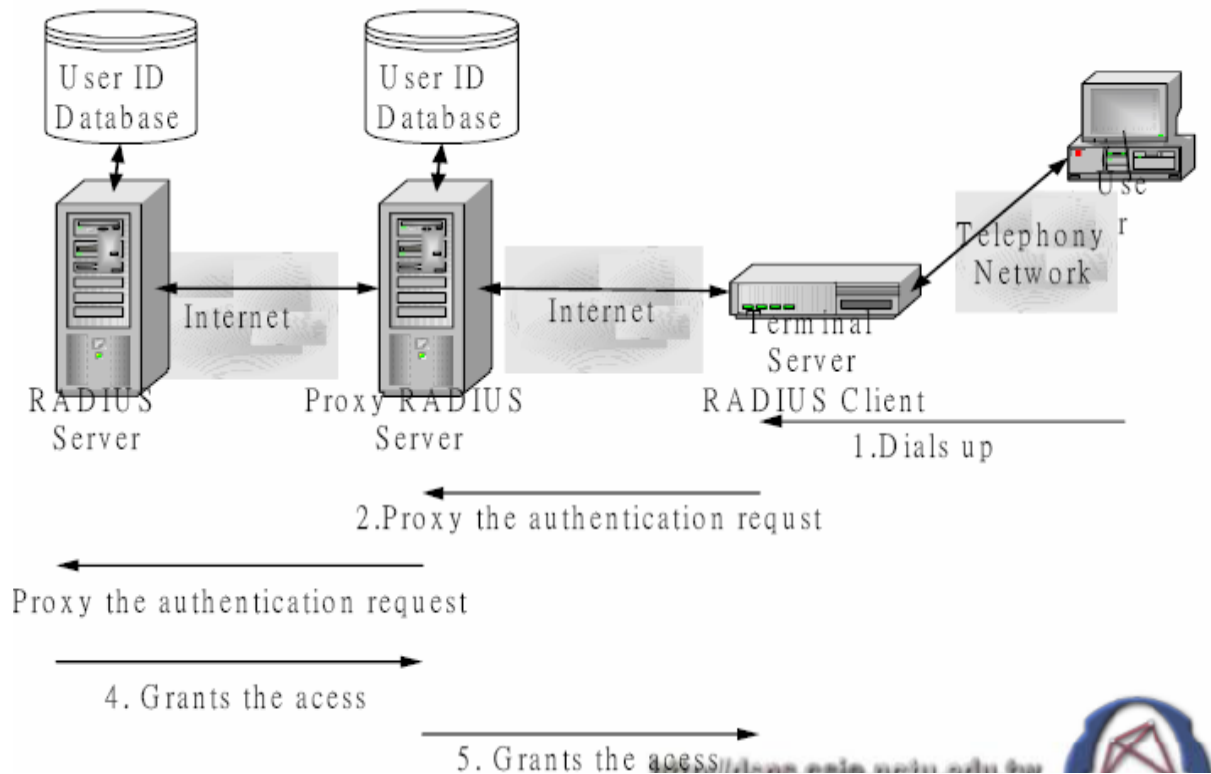 User ID
Database
User ID
Database
User
Telephony
Network
Internet
Internet
Terminal
Server
RADIUS
Server
Proxy RADIUS
Server
RADIUS Client
1.Dials up
2.Proxy the authentication requst
Proxy the authentication request
4. Grants the acess
5. Grants the acess